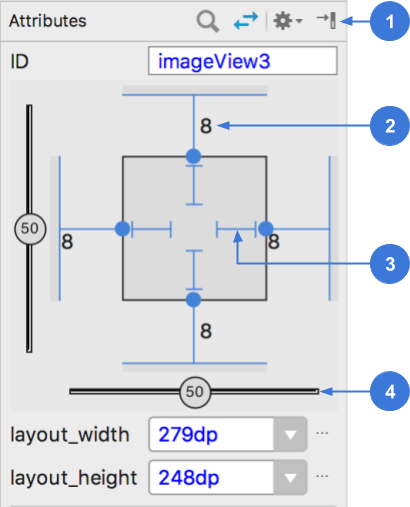 Attributes
1
ID
imageView3
8
2
50
8
8
3
8
50
4
layout_width
279dp
...
layout_height
248dp
...